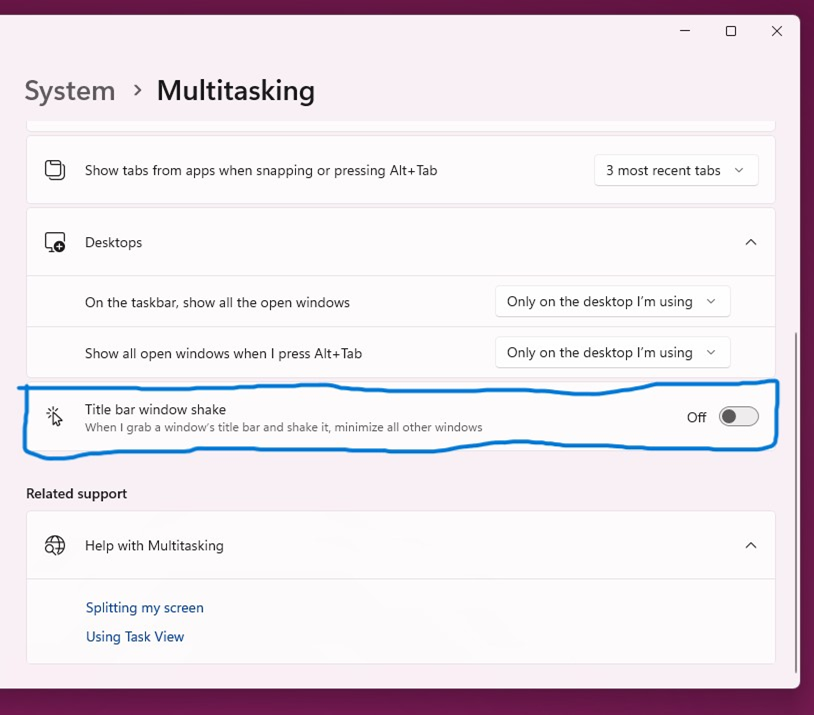 System > Multitasking
Show tabs from apps when snapping or pressing Alt+Tab 3 most recent tabs
Desktops
On the taskbar, show all the open windows Only on the desktop I'm using
Show all open windows when I press Alt+Tab Only on the desktop I'm using
Title bar window shake
Off
When I grab a window's title bar and shake it, minimize all other windows
Related support
Help with Multitasking
Splitting my screen
Using Task View